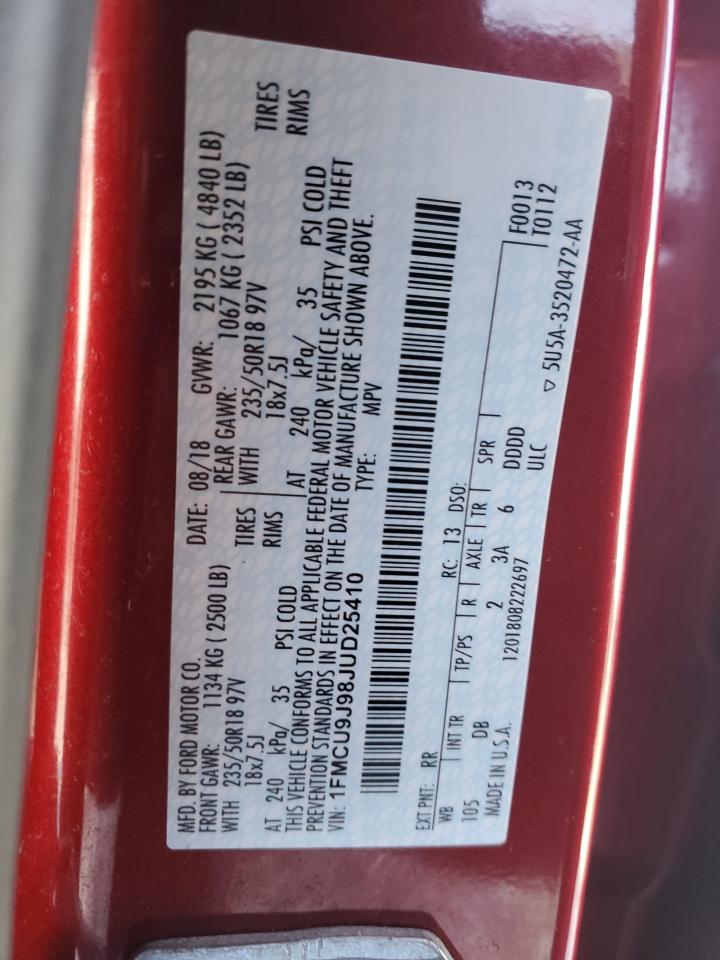 MFD. BY FORD MOTOR CO.
DATE: 08/18 GVWR: 2195 KG ( 4840 LB)
FRONT GAWR: 1134 KG ( 2500 LB) REAR GAWR: 1067 KG ( 2352 LB)
WITH 235/50R18 97V TIRES WITH 235/50R18 97V TIRES
18x7.5J RIMS 18x7.5J RIMS
AT 240 kPa/ 35 PSI COLD AT 240 kPa/ 35 PSI COLD
THIS VEHICLE CONFORMS TO ALL APPLICABLE FEDERAL MOTOR VEHICLE SAFETY AND THEFT
PREVENTION STANDARDS IN EFFECT ON THE DATE OF MANUFACTURE SHOWN ABOVE.
VIN: 1FMCU9J98JUD25410 TYPE: MPV
EXT PNT: RR RC: 13 DSO:
WB INT TR TP/PS R AXLE TR SPR
105 DB 2 3A 6 DDDD
F0013
T0112
MADE IN U.S.A. 1201808222697 ULC
▽ 5U5A-3520472-AA